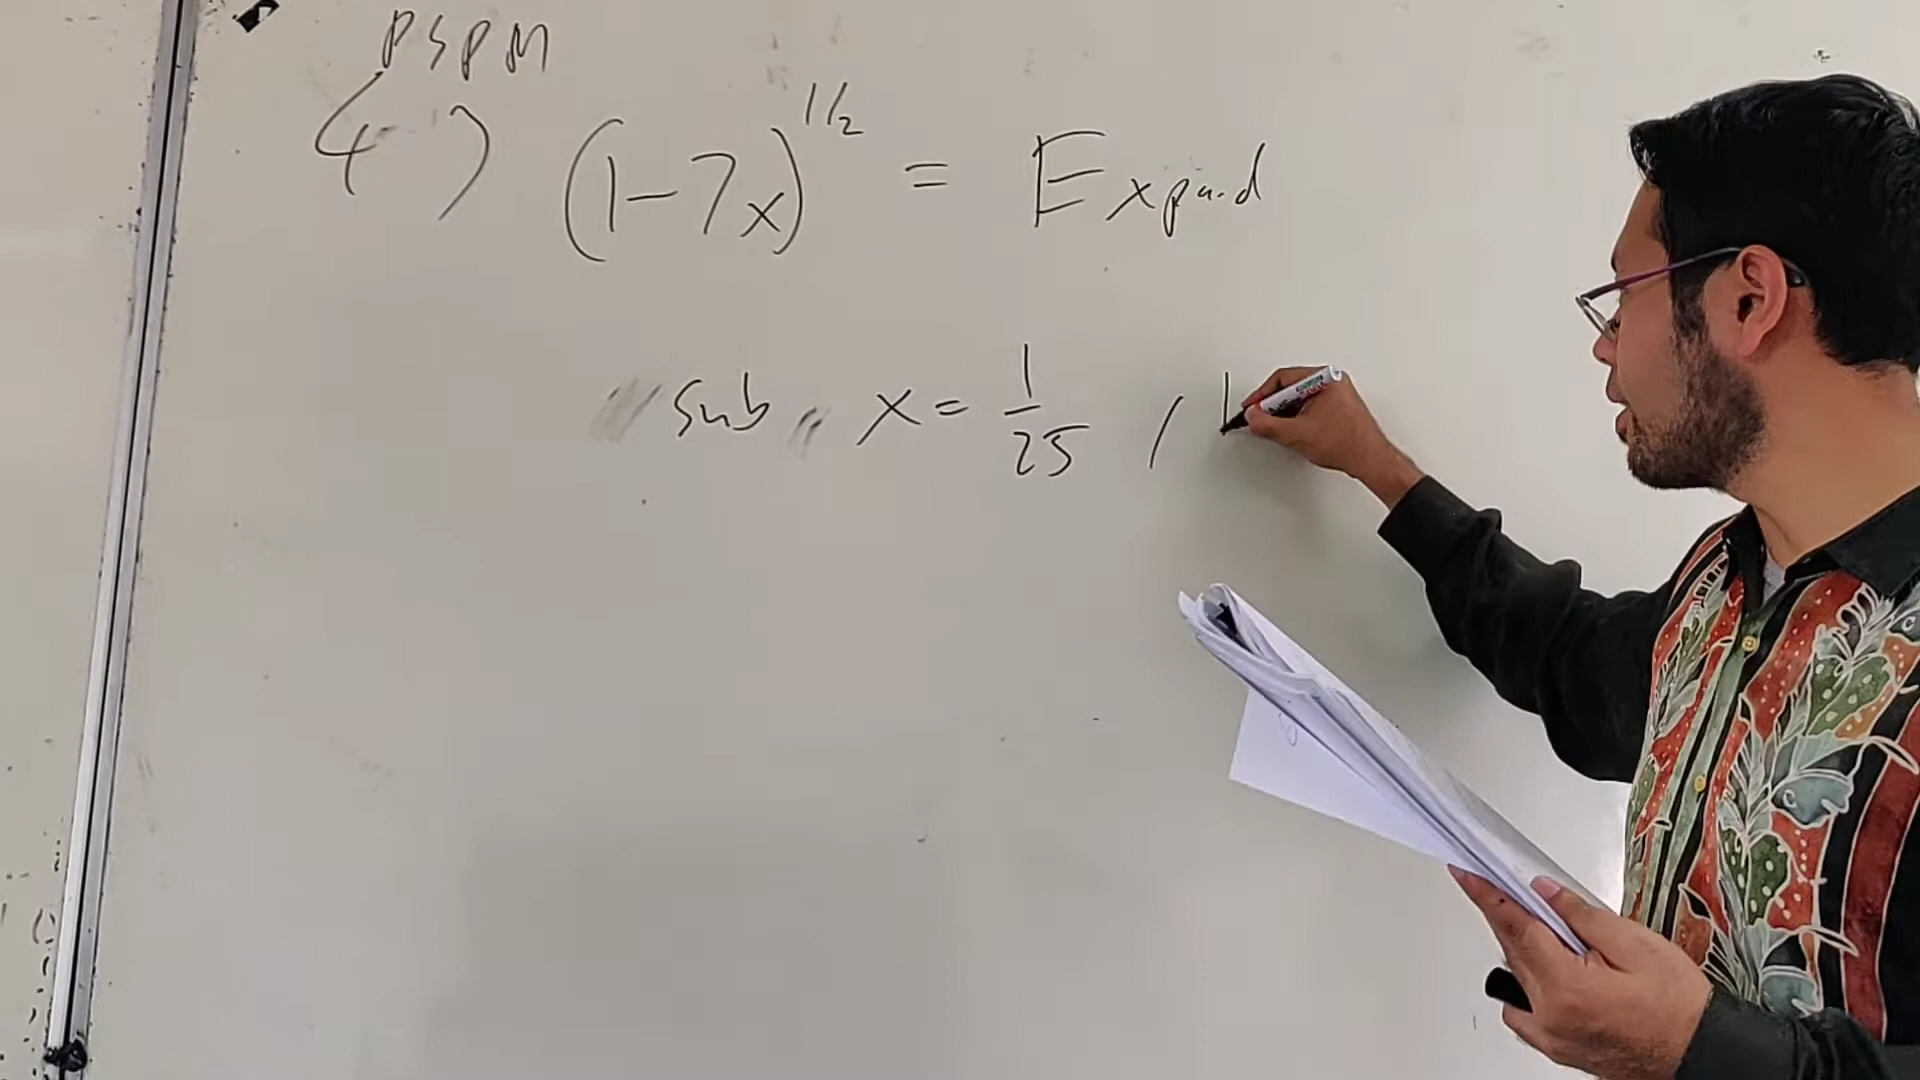 PSPM
4) (1-7x)^{1/2} = Expand
sub x = 1/25 ,